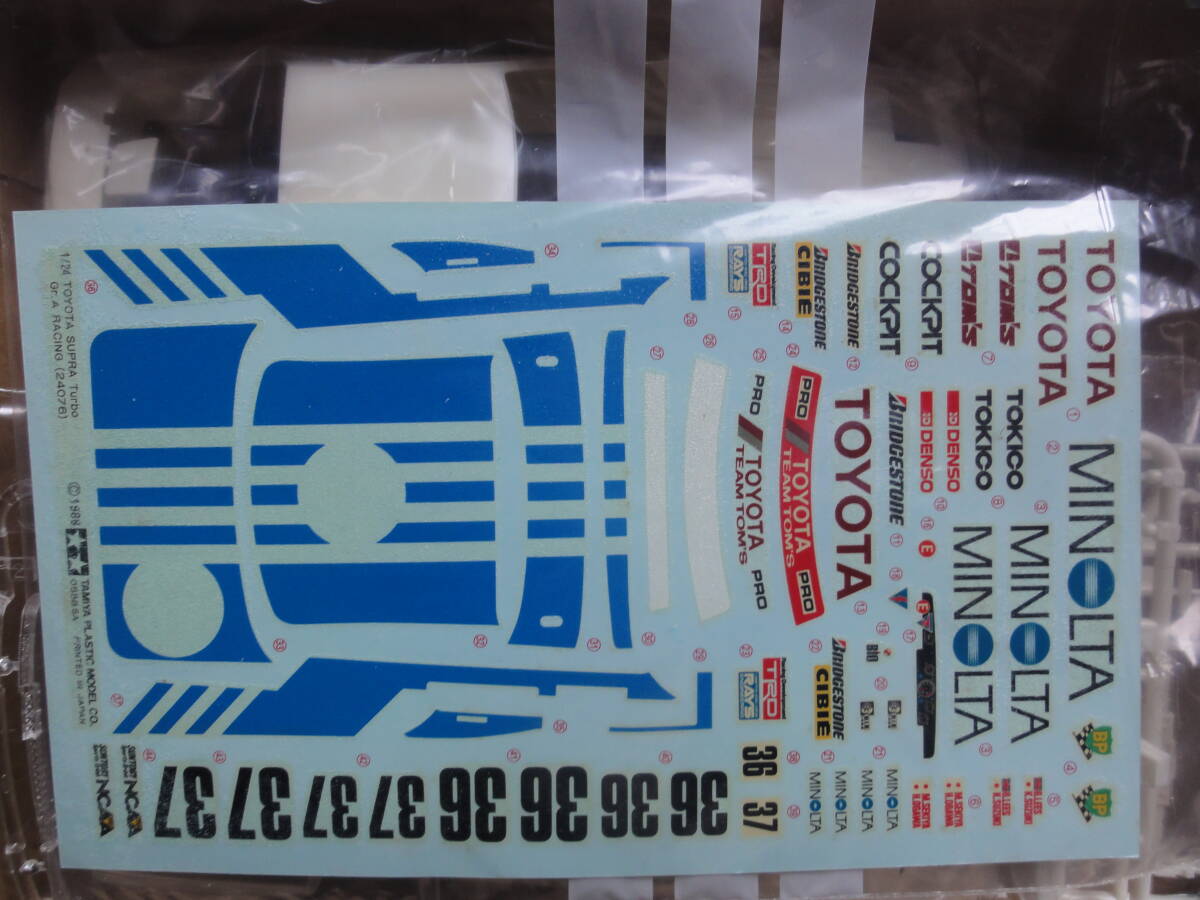 1/24 TOYOTA SUPRA Turbo
Gr. A RACING (24076)
TAMIYA PLASTIC MODEL CO.
PRINTED IN JAPAN
TOYOTA
TOYOTA
TOM'S
TOM'S
COCKPIT
COCKPIT
BRIDGESTONE
BRIDGESTONE
CIBIE
TRD
RAYS
MINOLTA
TOKICO
TOKICO
DENSO
DENSO
BRIDGESTONE
TOYOTA
PRO TOYOTA TEAM TOM'S PRO
PRO TOYOTA TEAM TOM'S PRO
MINOLTA
MINOLTA
E
E
BP
BP
BRIDGESTONE
CIBIE
TRD
RAYS
MINOLTA
MINOLTA
MINOLTA
MINOLTA
K.SUZUKI
K.SUZUKI
36
37
36
36
36
36
37
37
37
37